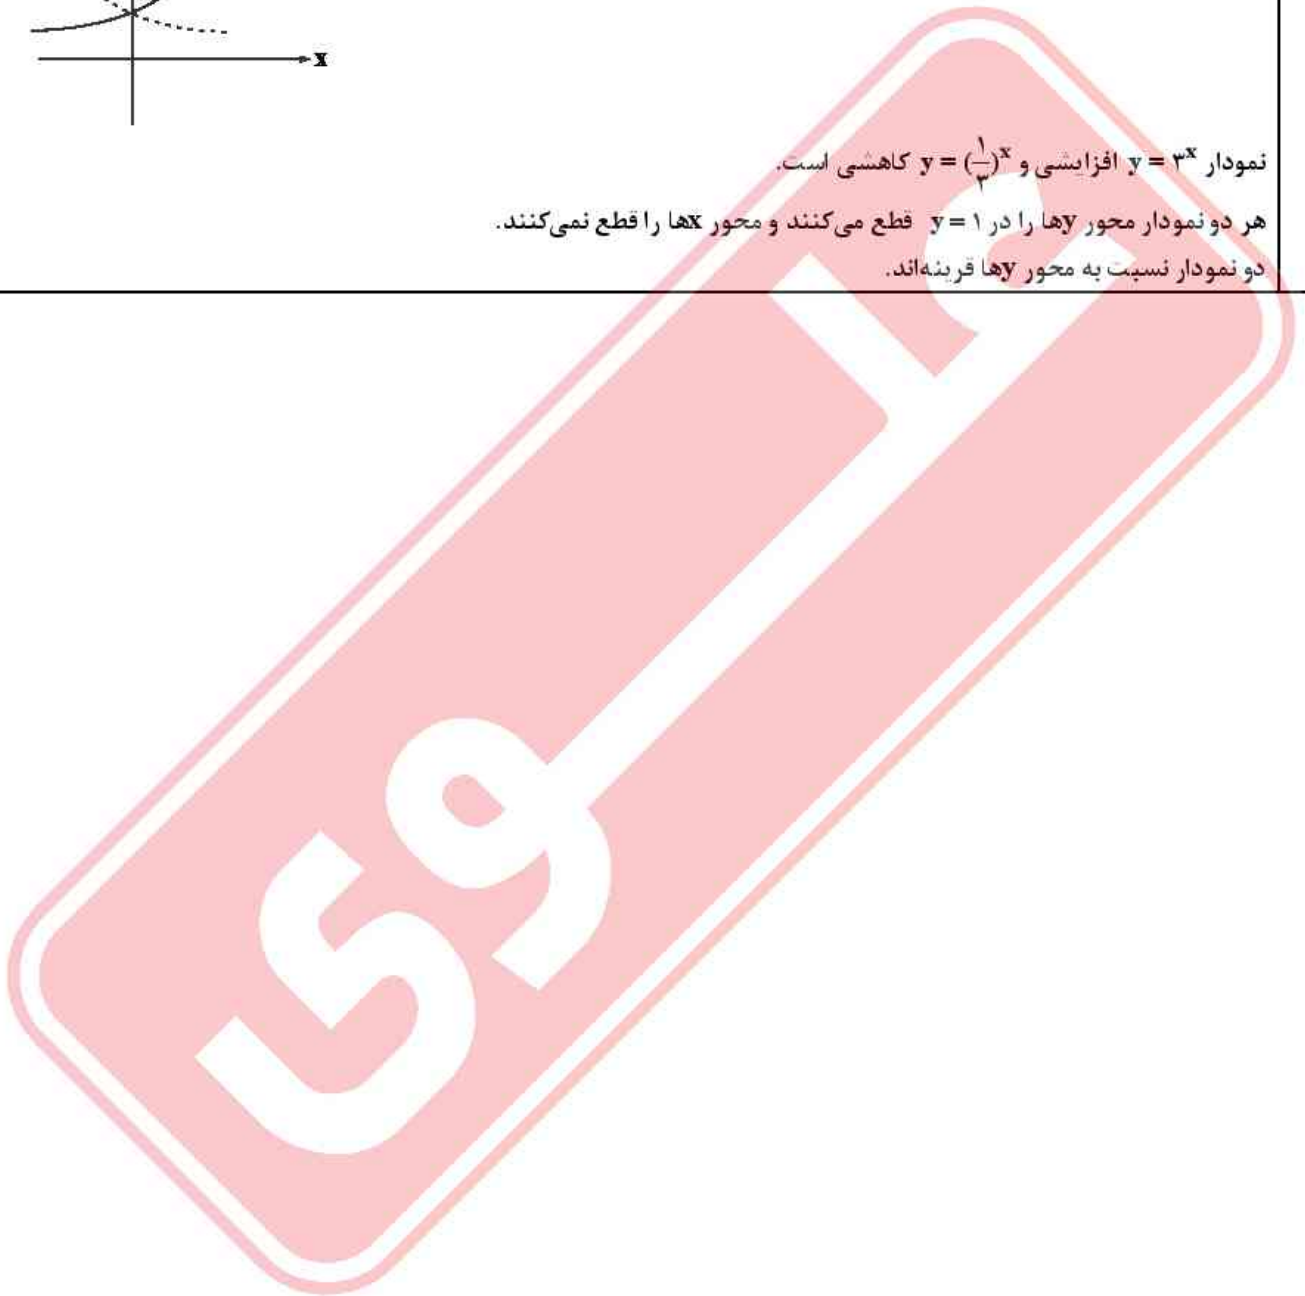 x
نمودار y = ۳^x افزایشی و y = (۱/۳)^x کاهشی است.
هر دو نمودار محور yها را در y = ۱ قطع می‌کنند و محور xها را قطع نمی‌کنند.
دو نمودار نسبت به محور yها قرینه‌اند.
ماوی